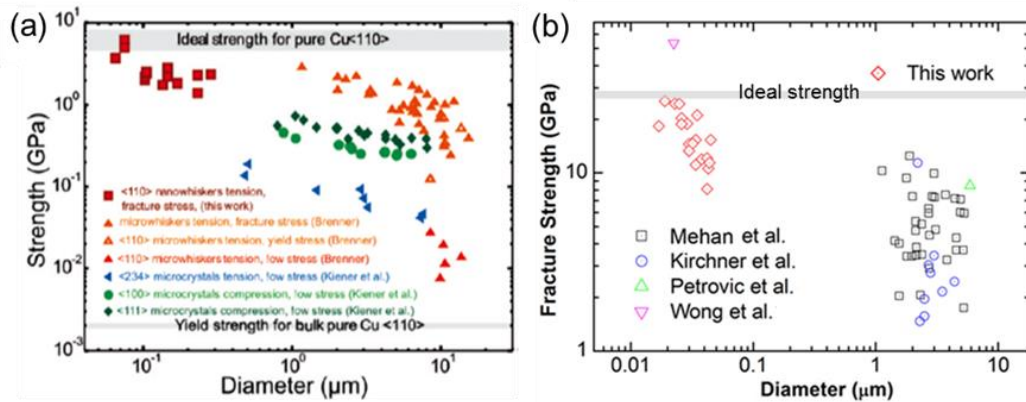 (a)
Strength (GPa)
10^1
10^0
10^-1
10^-2
10^-3
Ideal strength for pure Cu<110>
<110> nanowhiskers tension,
fracture stress, (this work)
microwhiskers tension, fracture stress (Brenner)
<110> microwhiskers tension, yield stress (Brenner)
<110> microwhiskers tension, low stress (Brenner)
<234> microcrystals tension, low stress (Kiener et al.)
<100> microcrystals compression, low stress (Kiener et al.)
<111> microcrystals compression, low stress (Kiener et al.)
Yield strength for bulk pure Cu <110>
10^-1
10^0
10^1
Diameter (μm)
(b)
Fracture Strength (GPa)
10
1
This work
Ideal strength
Mehan et al.
Kirchner et al.
Petrovic et al.
Wong et al.
0.01
0.1
1
10
Diameter (μm)